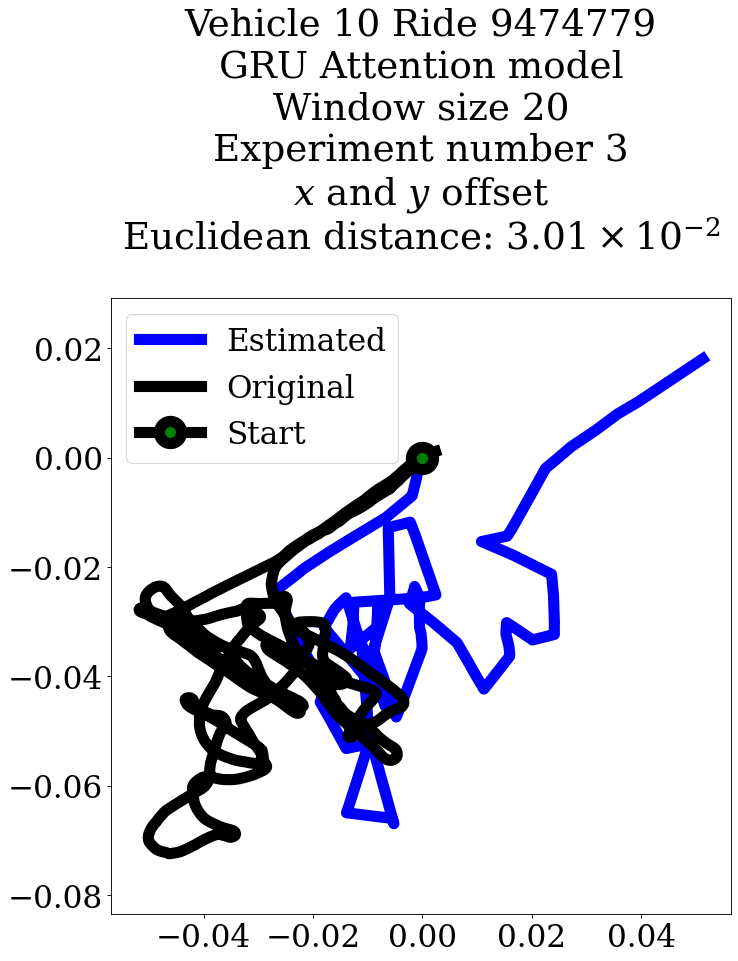 Vehicle 10 Ride 9474779
GRU Attention model
Window size 20
Experiment number 3
x and y offset
Euclidean distance: 3.01 × 10⁻²
Estimated
Original
Start
0.02
0.00
−0.02
−0.04
−0.06
−0.08
−0.04 −0.02 0.00 0.02 0.04